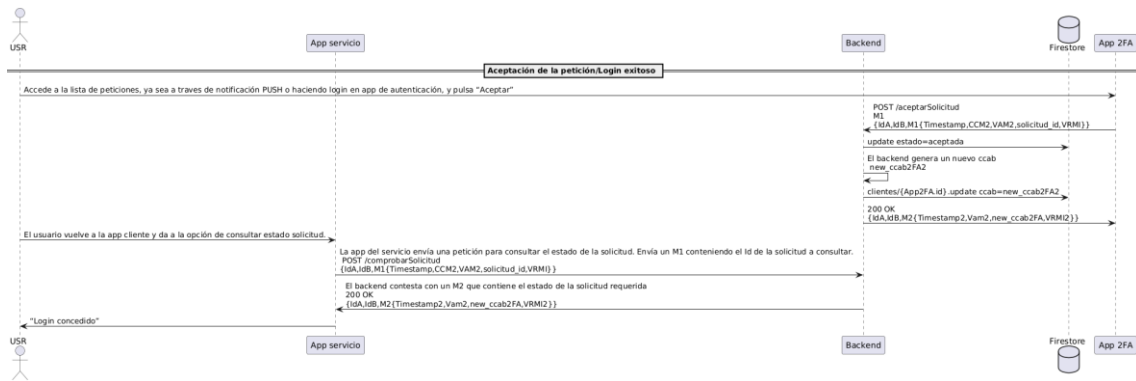 USR
App servicio
Backend
Firestore
App 2FA
Aceptación de la petición/Login exitoso
Accede a la lista de peticiones, ya sea a traves de notificación PUSH o haciendo login en app de autenticación, y pulsa "Aceptar"
POST /aceptarSolicitud
M1
{IdA,IdB,M1{Timestamp,CCM2,VAM2,solicitud_id,VRMI}}
update estado=aceptada
El backend genera un nuevo ccab
new_ccab2FA2
clientes/{App2FA.id}.update ccab=new_ccab2FA2
200 OK
{IdA,IdB,M2{Timestamp2,Vam2,new_ccab2FA,VRMI2}}
El usuario vuelve a la app cliente y da a la opción de consultar estado solicitud.
La app del servicio envía una petición para consultar el estado de la solicitud. Envía un M1 conteniendo el Id de la solicitud a consultar.
POST /comprobarSolicitud
{IdA,IdB,M1{Timestamp,CCM2,VAM2,solicitud_id,VRMI}}
El backend contesta con un M2 que contiene el estado de la solicitud requerida
200 OK
{IdA,IdB,M2{Timestamp2,Vam2,new_ccab2FA,VRMI2}}
"Login concedido"
USR
App servicio
Backend
Firestore
App 2FA